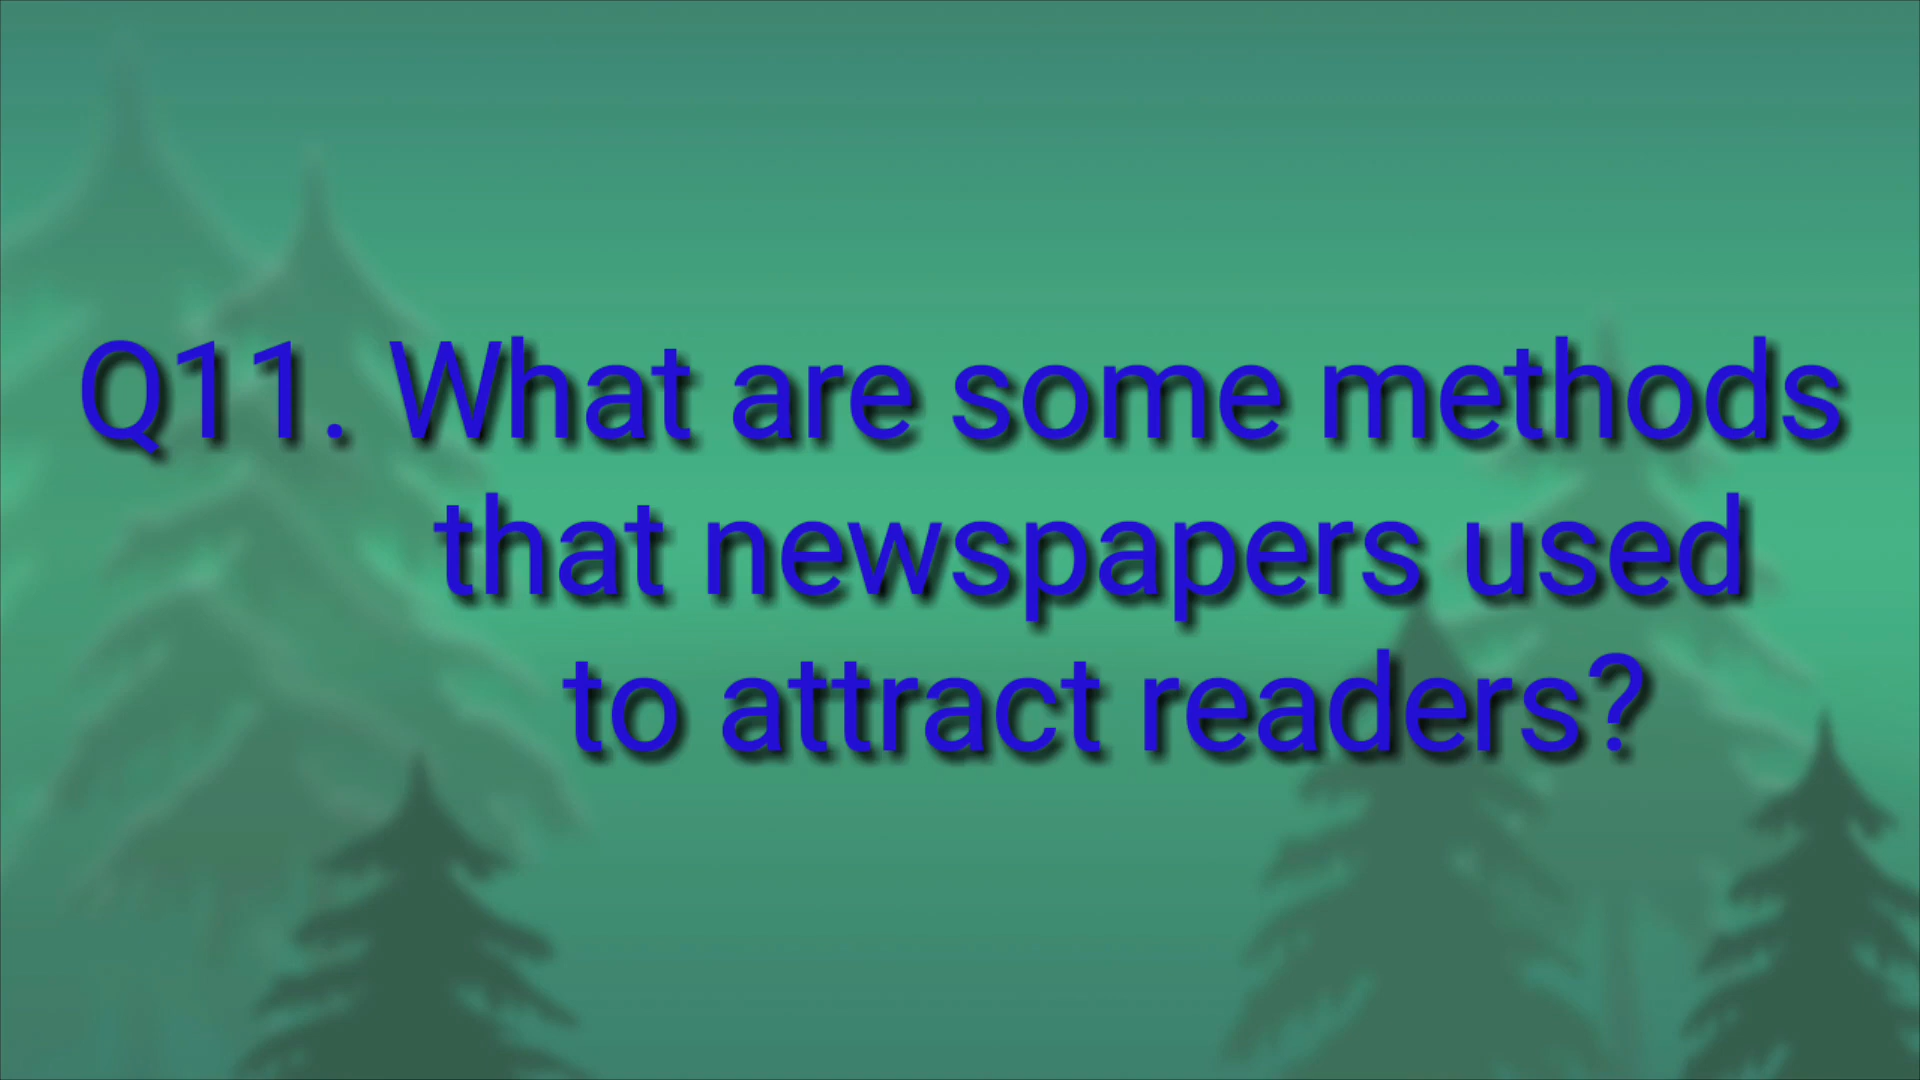 Q11. What are some methods
that newspapers used
to attract readers?